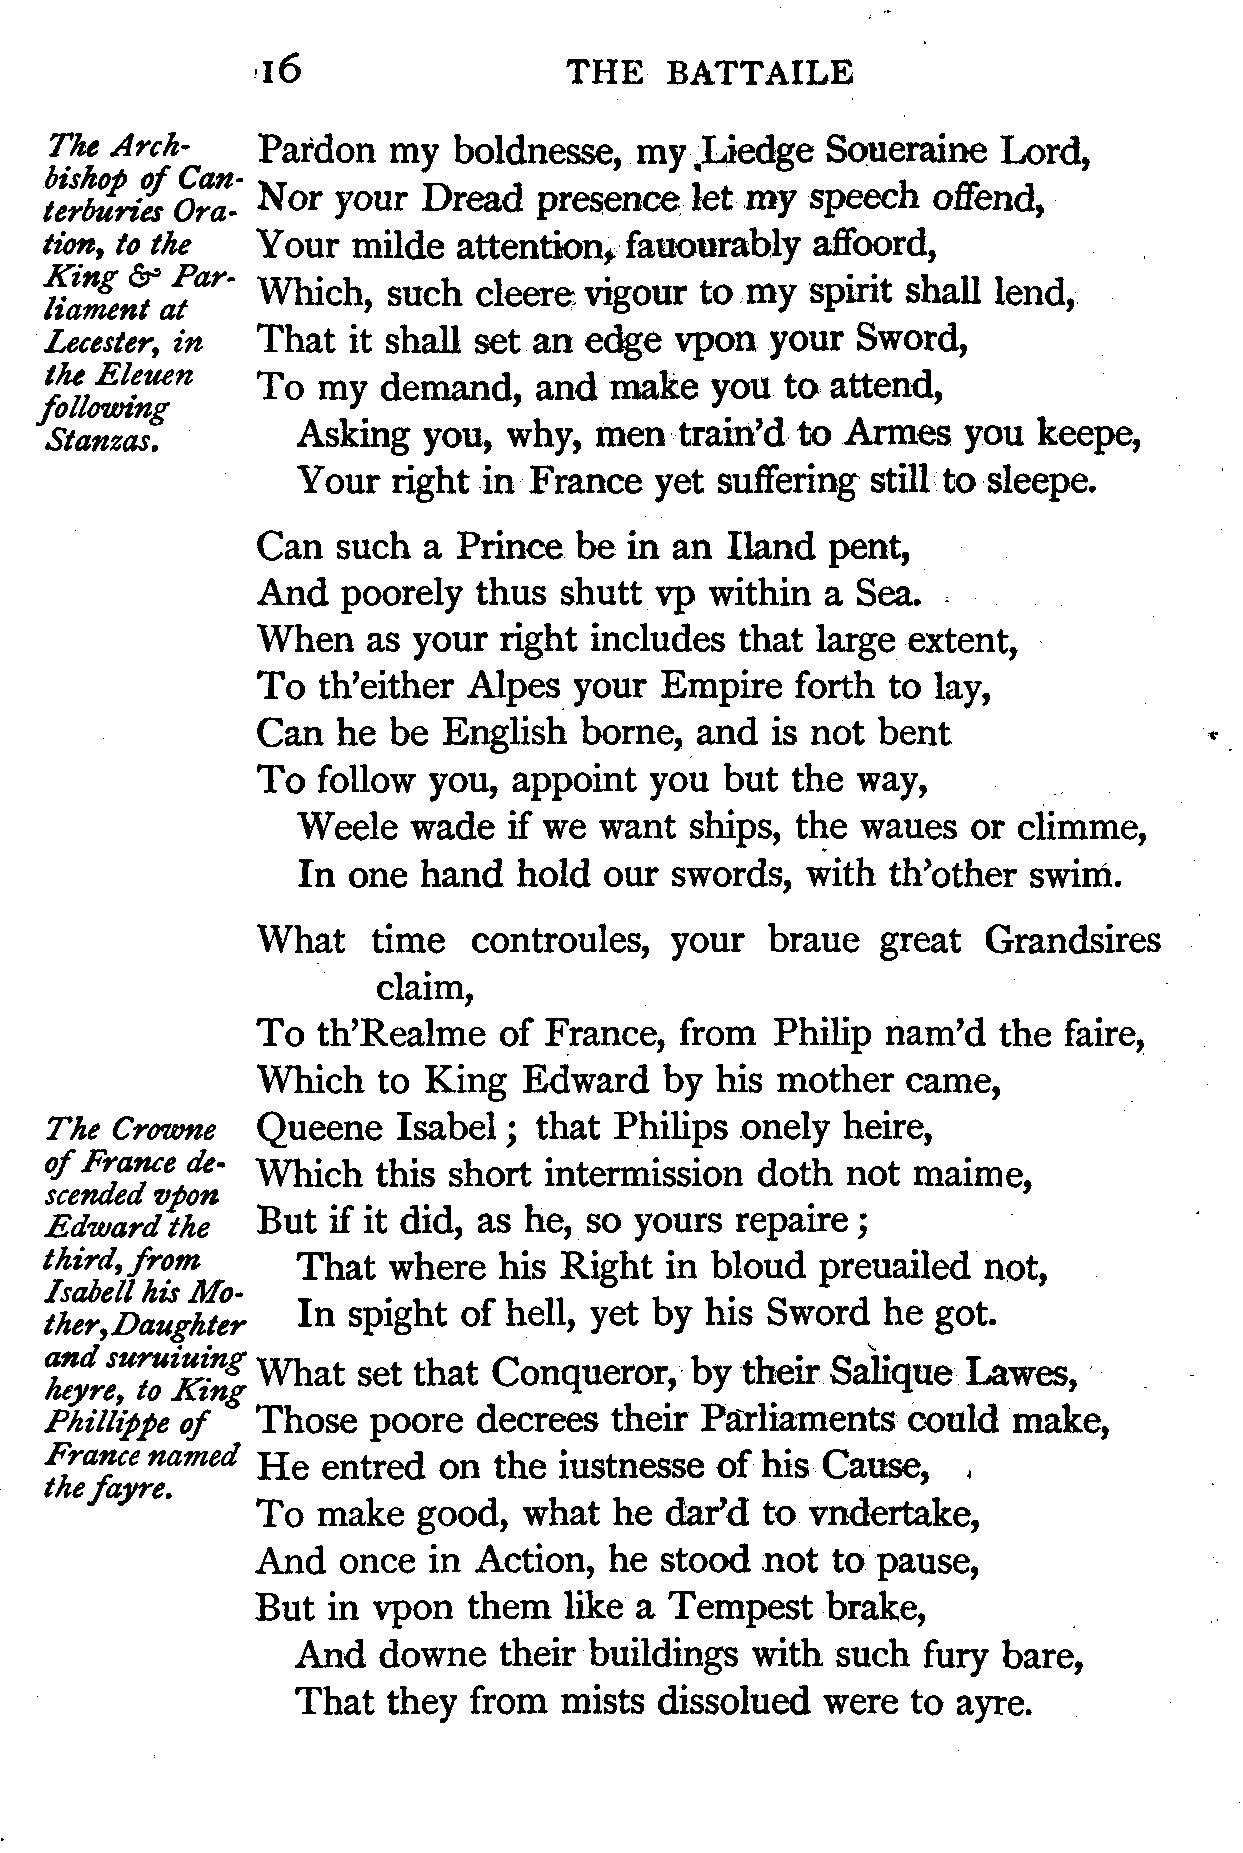 16 THE BATTAILE
The Arch-
bishop of Can-
terburies Ora-
tion, to the
King & Par-
liament at
Lecester, in
the Eleuen
following
Stanzas.
Pardon my boldnesse, my Liedge Soueraine Lord,
Nor your Dread presence let my speech offend,
Your milde attention, fauourably affoord,
Which, such cleere vigour to my spirit shall lend,
That it shall set an edge vpon your Sword,
To my demand, and make you to attend,
Asking you, why, men train'd to Armes you keepe,
Your right in France yet suffering still to sleepe.
Can such a Prince be in an Iland pent,
And poorely thus shutt vp within a Sea.
When as your right includes that large extent,
To th'either Alpes your Empire forth to lay,
Can he be English borne, and is not bent
To follow you, appoint you but the way,
Weele wade if we want ships, the waues or climme,
In one hand hold our swords, with th'other swim.
What time controules, your braue great Grandsires
claim,
To th'Realme of France, from Philip nam'd the faire,
Which to King Edward by his mother came,
Queene Isabel; that Philips onely heire,
Which this short intermission doth not maime,
But if it did, as he, so yours repaire;
That where his Right in bloud preuailed not,
In spight of hell, yet by his Sword he got.
The Crowne
of France de-
scended vpon
Edward the
third, from
Isabell his Mo-
ther, Daughter
and suruiuing
heyre, to King
Phillippe of
France named
the fayre.
What set that Conqueror, by their Salique Lawes,
Those poore decrees their Parliaments could make,
He entred on the iustnesse of his Cause,
To make good, what he dar'd to vndertake,
And once in Action, he stood not to pause,
But in vpon them like a Tempest brake,
And downe their buildings with such fury bare,
That they from mists dissolued were to ayre.